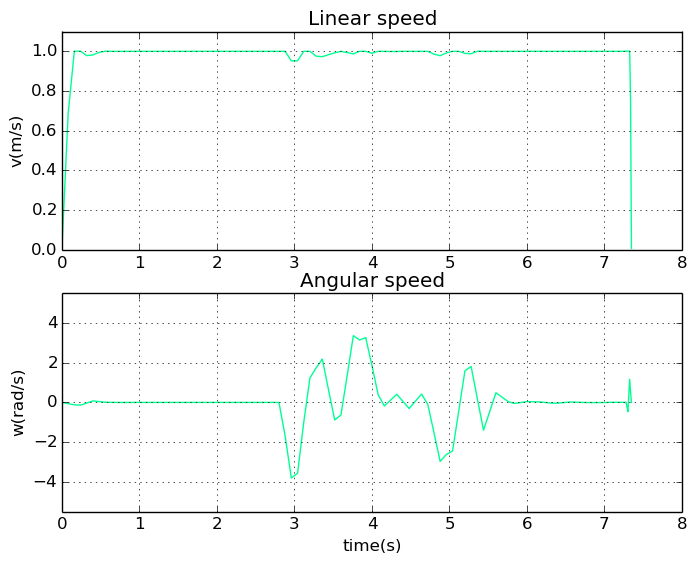 Linear speed
v(m/s)
1.0
0.8
0.6
0.4
0.2
0.0
0 1 2 3 4 5 6 7 8
Angular speed
w(rad/s)
4
2
0
−2
−4
0 1 2 3 4 5 6 7 8
time(s)